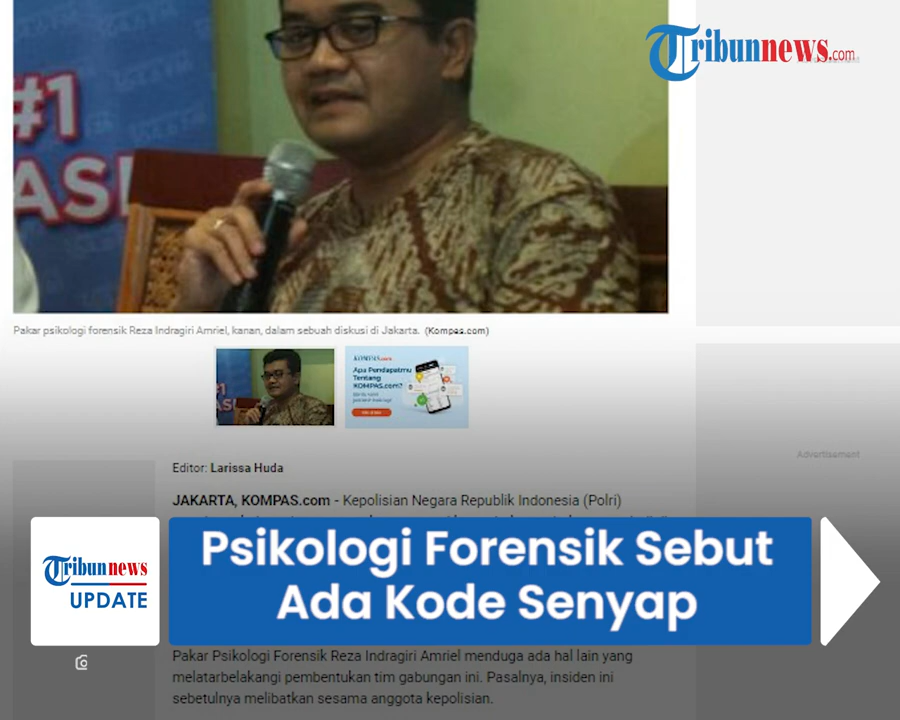 #1
ASI
Tribunnews.com
Pakar psikologi forensik Reza Indragiri Amriel, kanan, dalam sebuah diskusi di Jakarta. (Kompas.com)
KOMPAS.com
Apa Pendapatmu
Tentang
KOMPAS.com?
Advertisement
Editor: Larissa Huda
JAKARTA, KOMPAS.com - Kepolisian Negara Republik Indonesia (Polri)
Tribunnews
UPDATE
Psikologi Forensik Sebut
Ada Kode Senyap
Pakar Psikologi Forensik Reza Indragiri Amriel menduga ada hal lain yang
melatarbelakangi pembentukan tim gabungan ini. Pasalnya, insiden ini
sebetulnya melibatkan sesama anggota kepolisian.